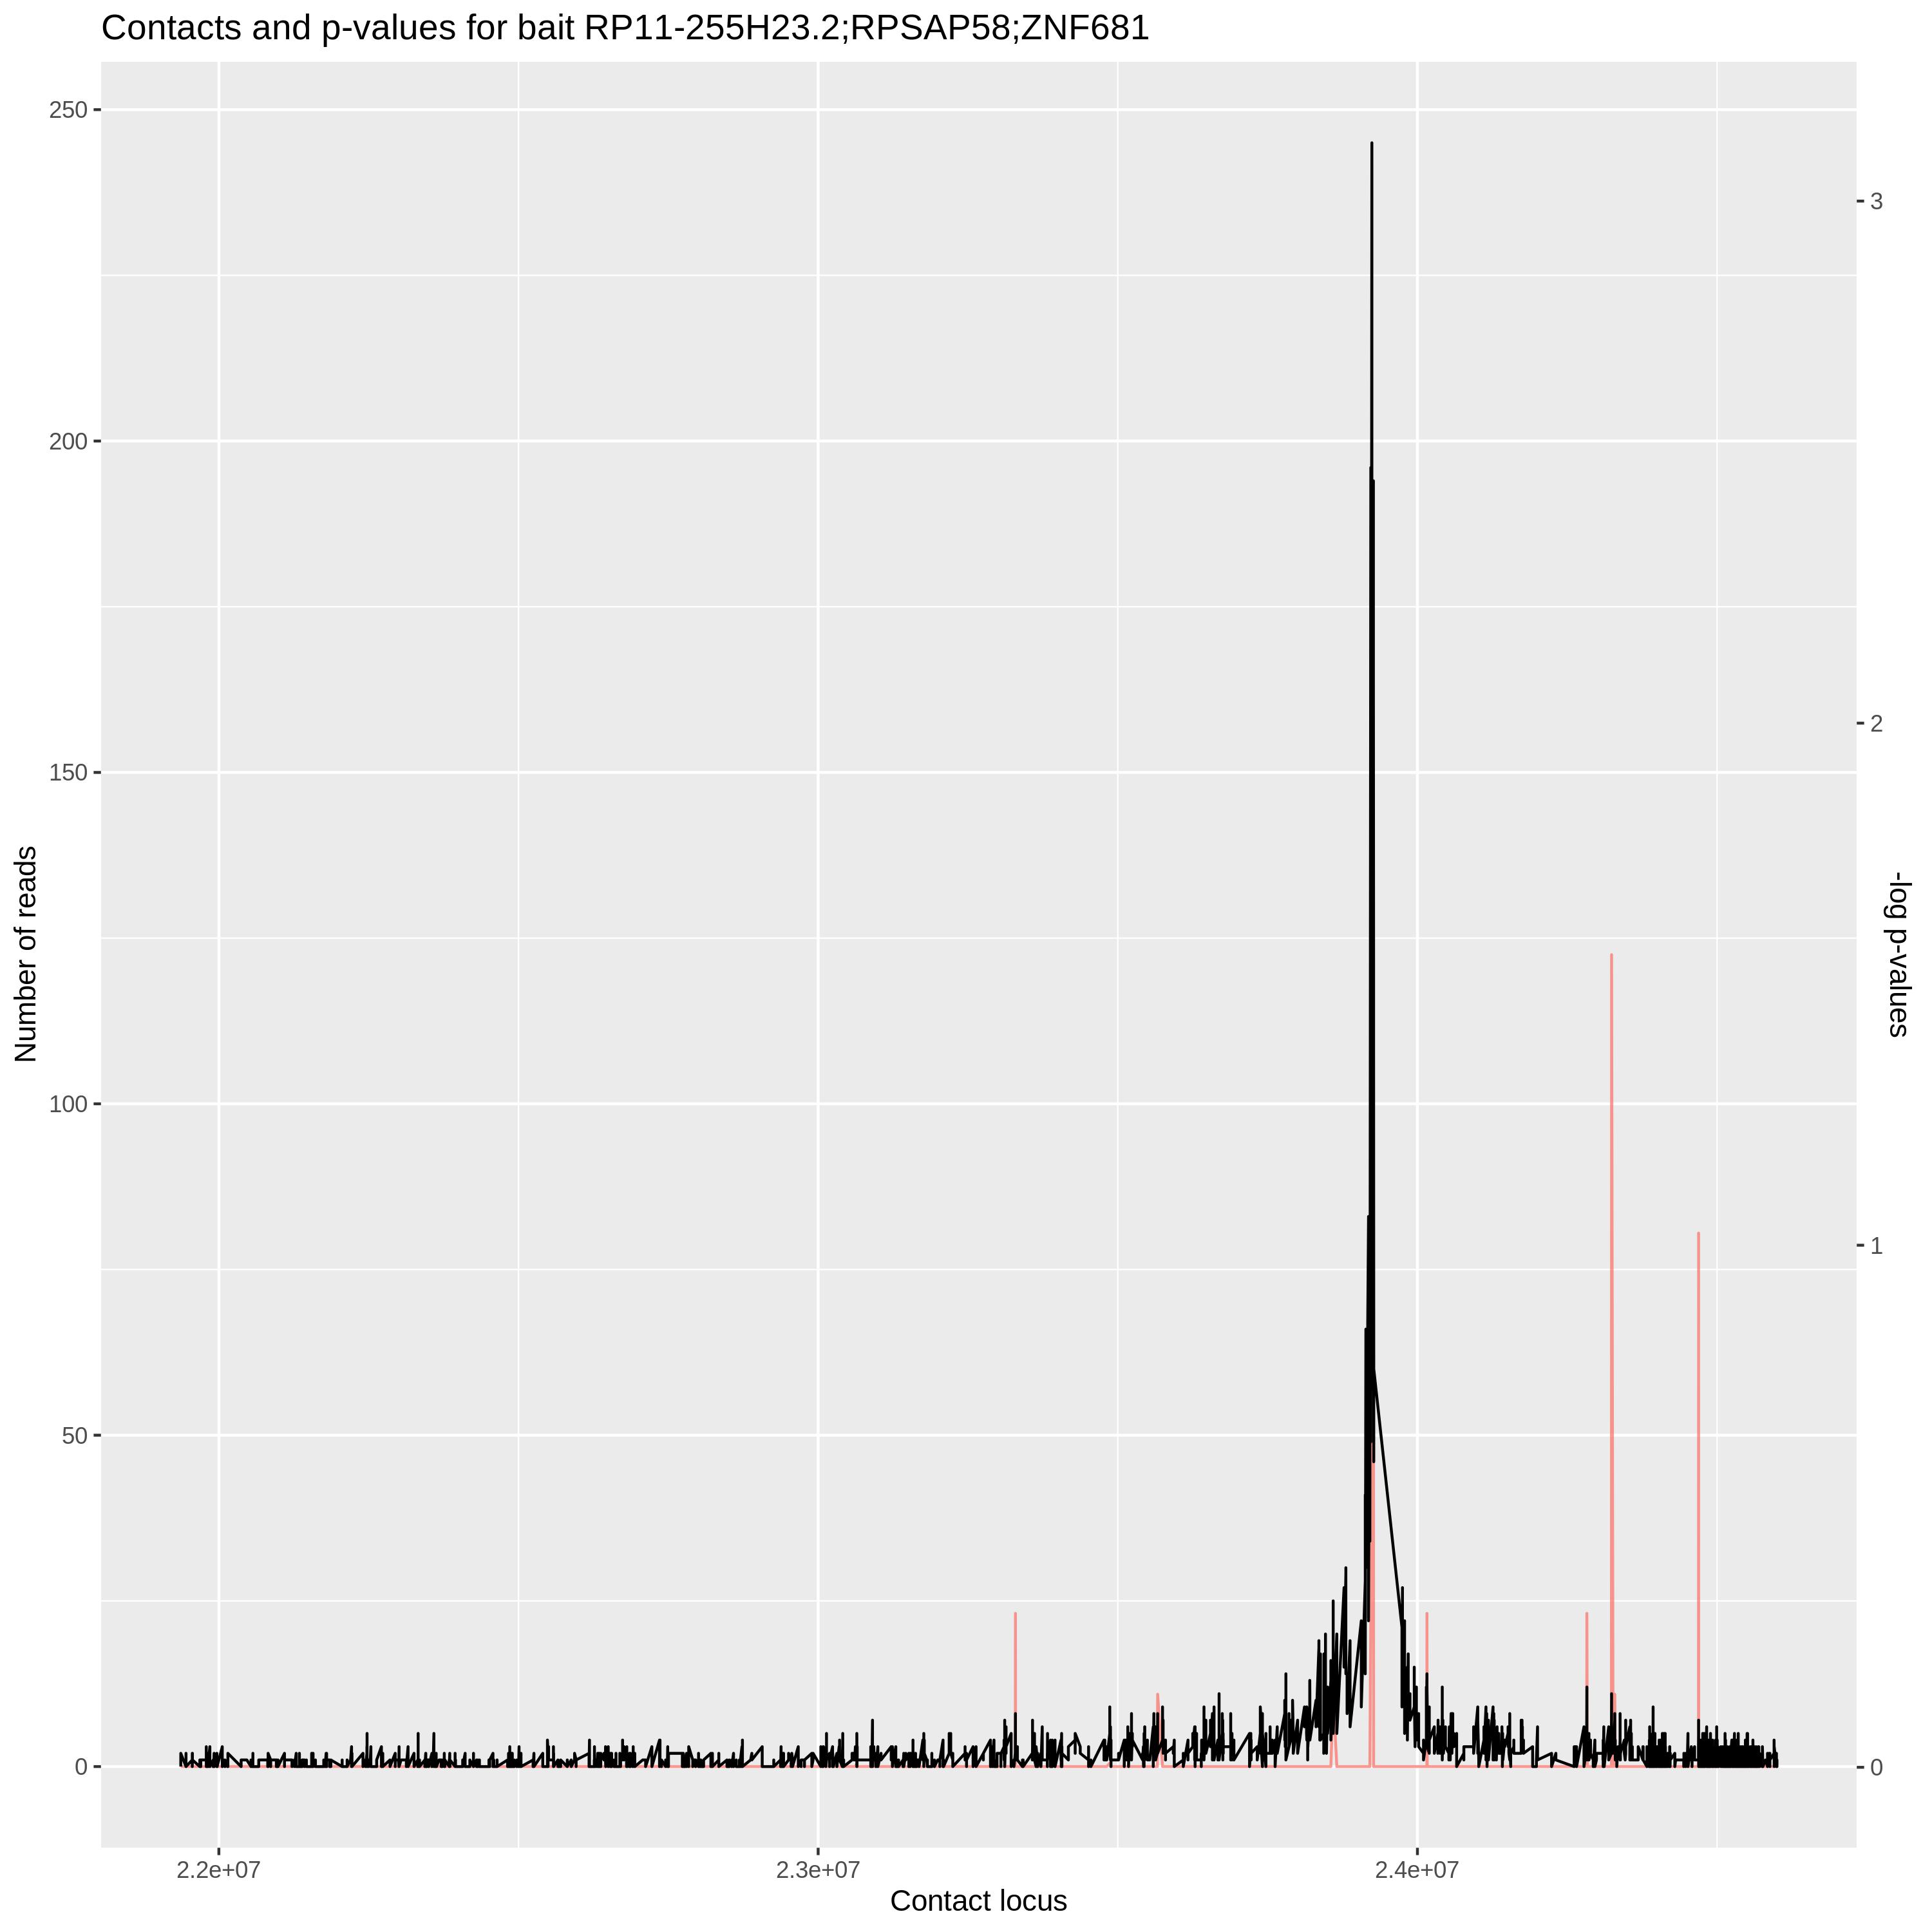 Contacts and p-values for bait RP11-255H23.2;RPSAP58;ZNF681
250
200
150
100
50
0
Number of reads
3
2
1
0
-log p-values
2.2e+07
2.3e+07
2.4e+07
Contact locus